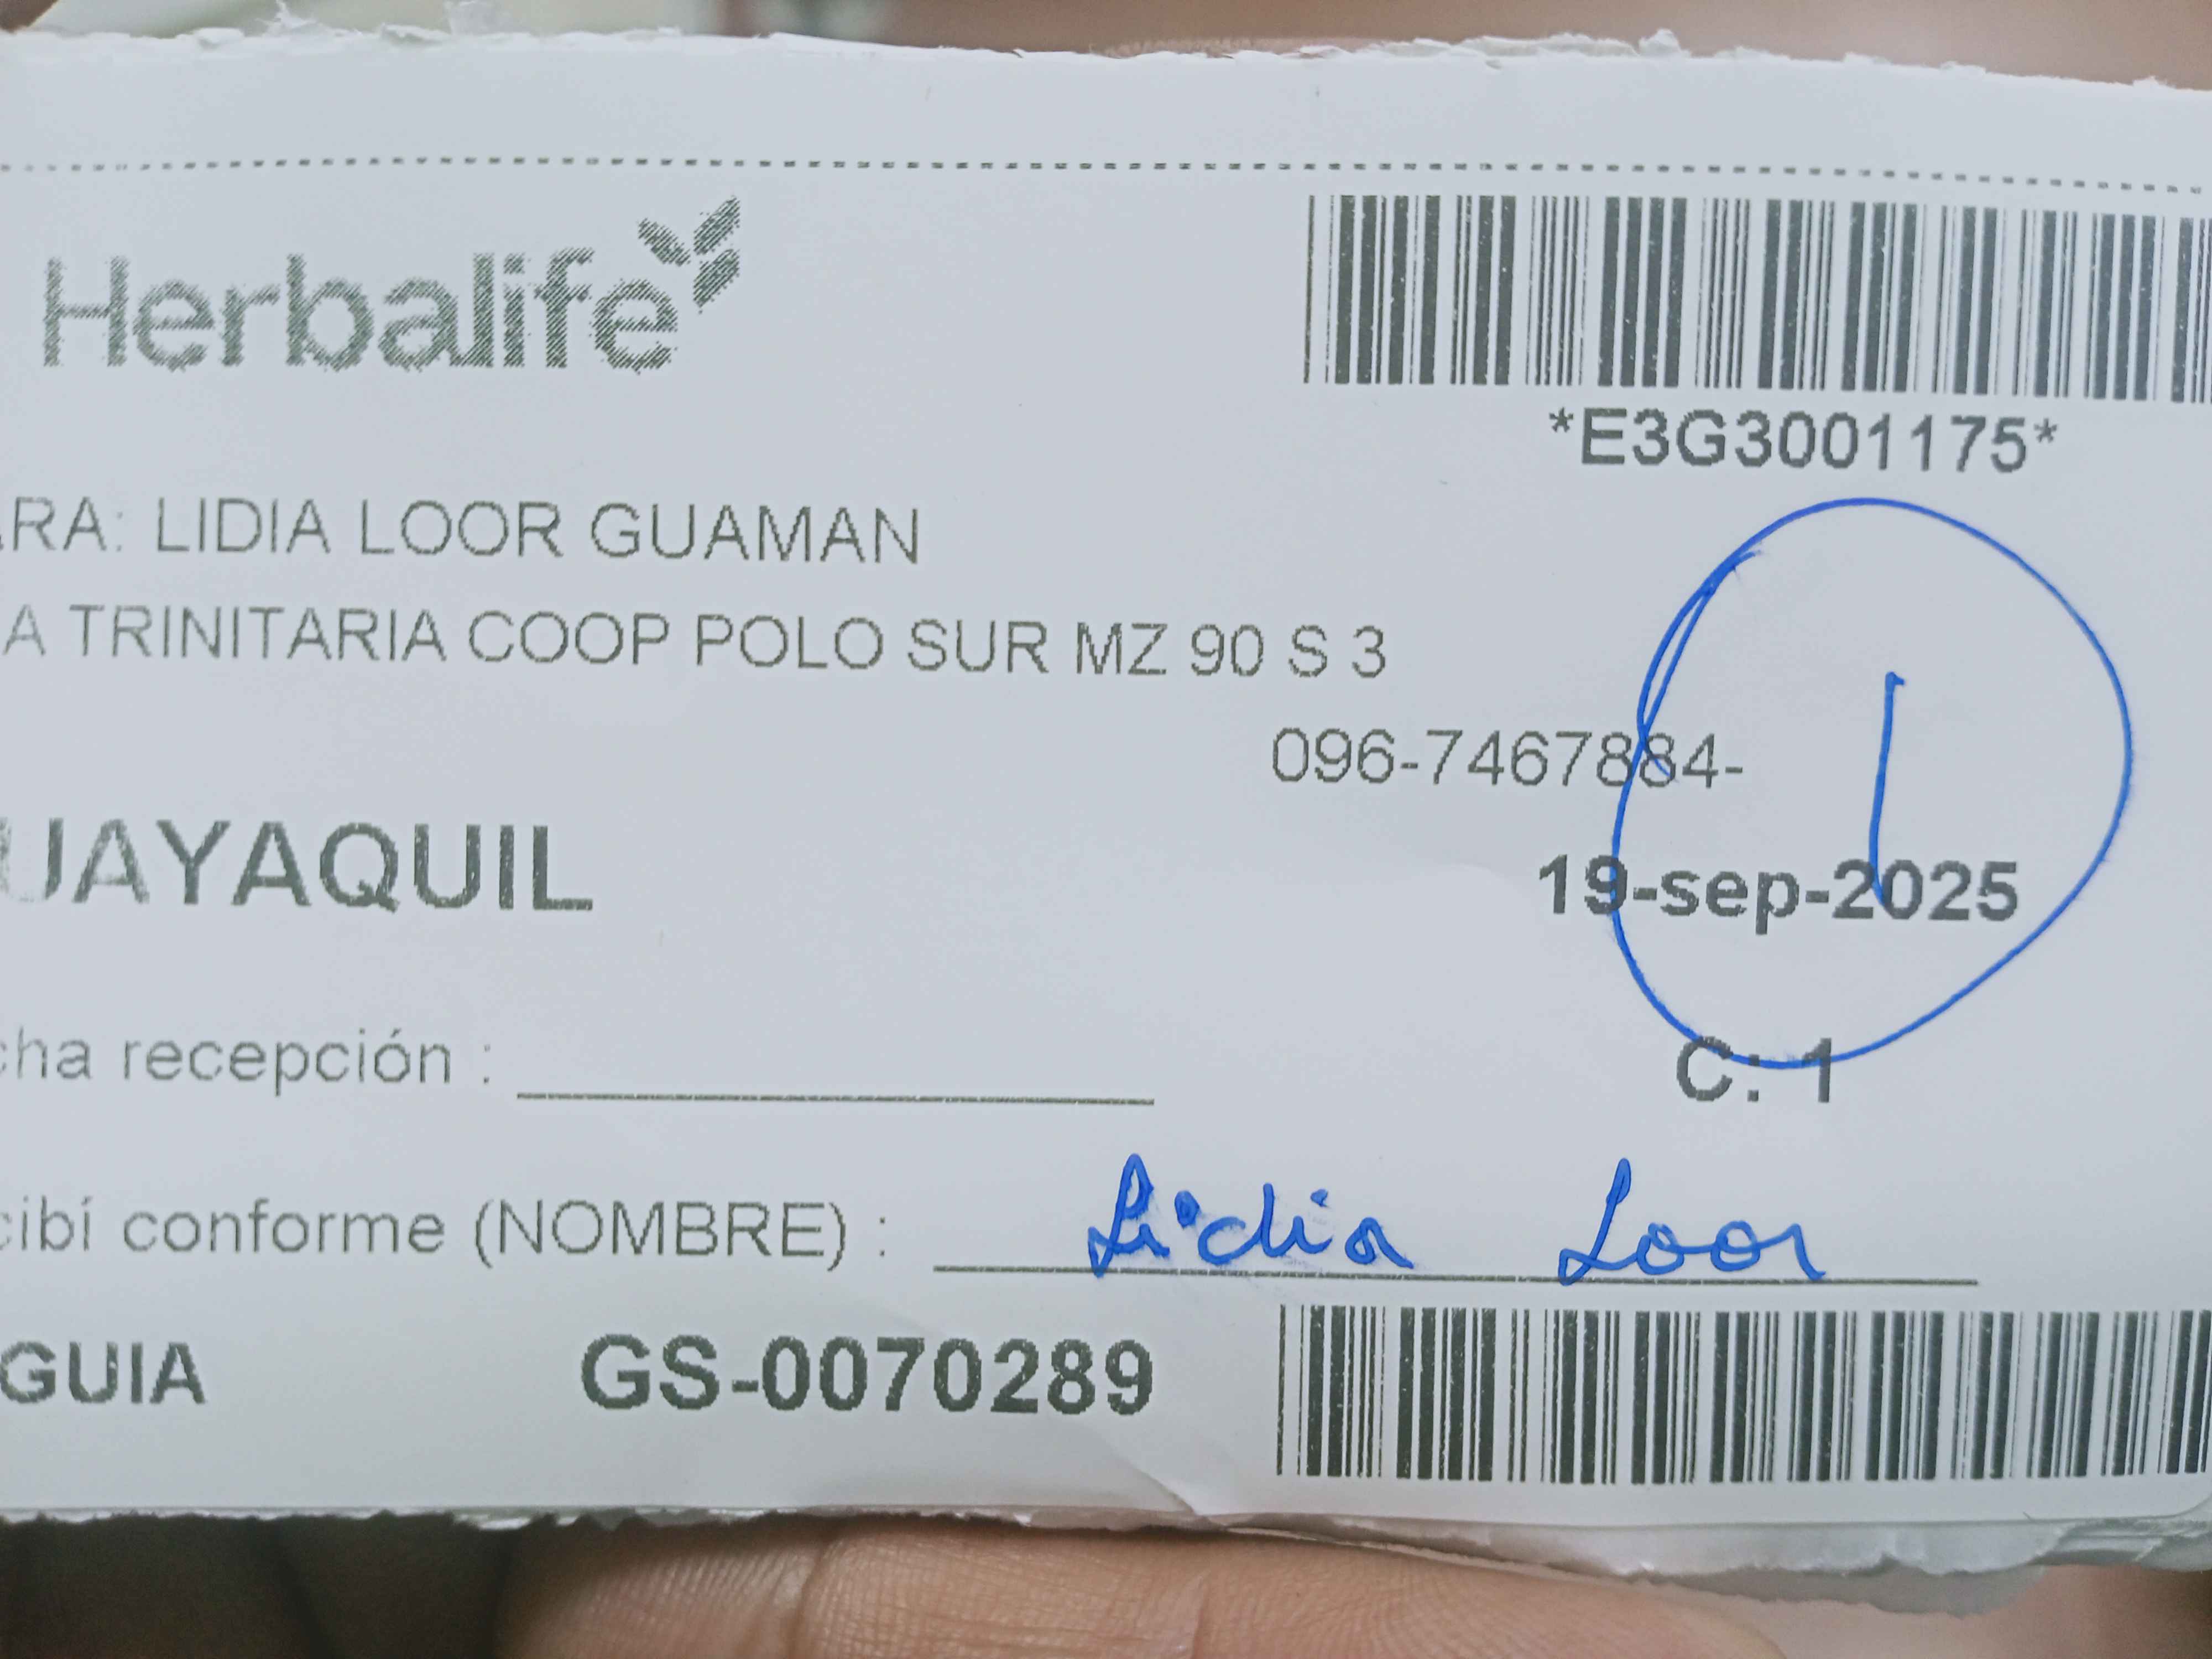 Herbalife
*E3G3001175*
ARA: LIDIA LOOR GUAMAN
A TRINITARIA COOP POLO SUR MZ 90 S 3
096-7467884-
UAYAQUIL
19-sep-2025
1
cha recepción :
C: 1
cibí conforme (NOMBRE) : Lidia Loor
GUIA GS-0070289